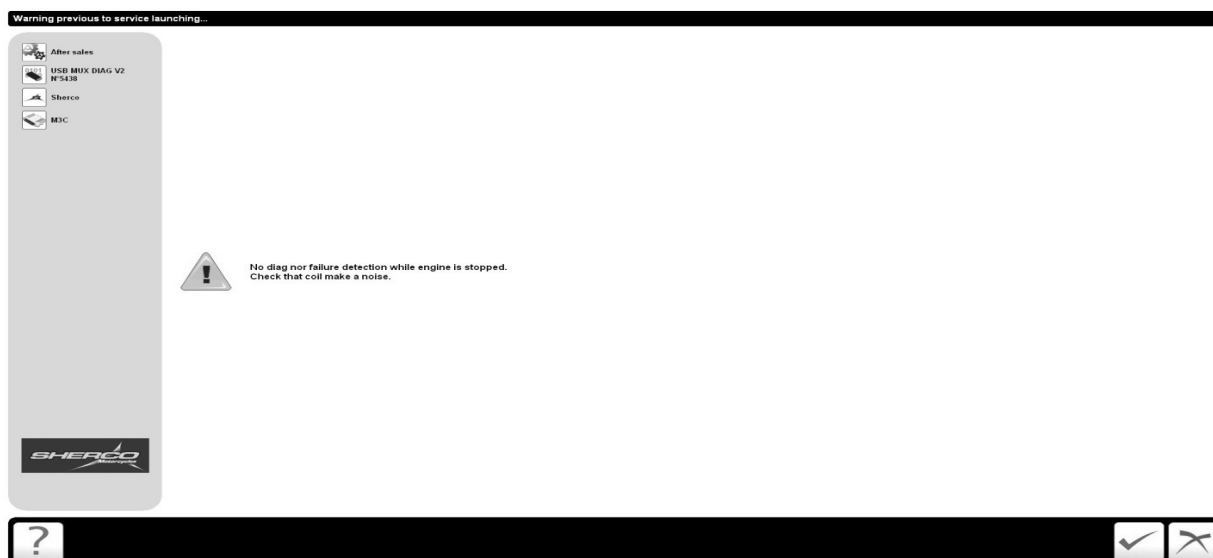 Warning previous to service launching...
After sales
USB MUX DIAG V2
N°5438
Sherco
M3C
No diag nor failure detection while engine is stopped.
Check that coil make a noise.
SHERCO
Motorcycles
?